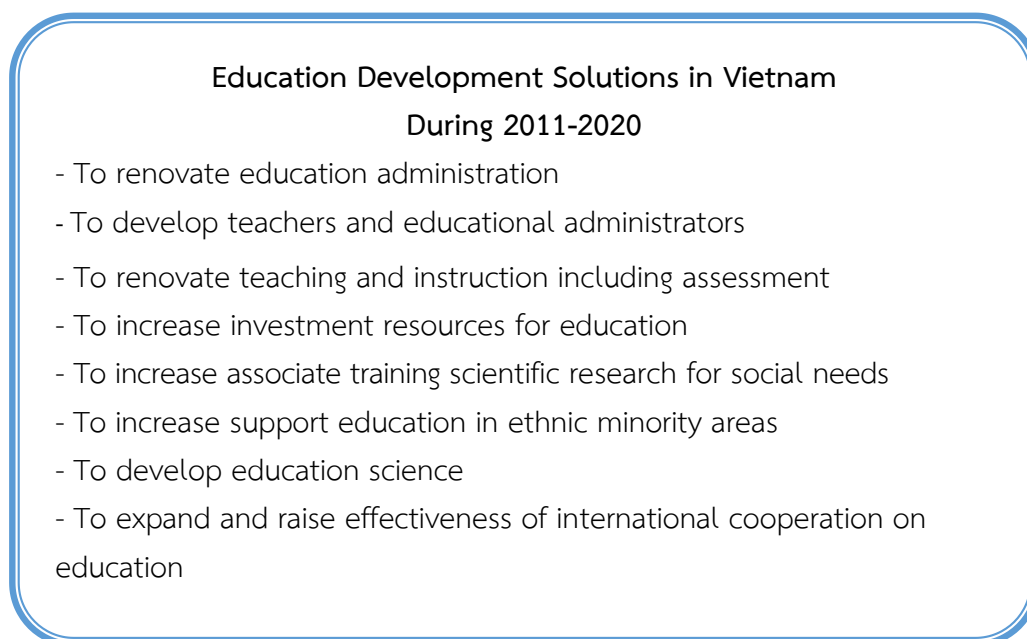 Education Development Solutions in Vietnam
During 2011-2020
- To renovate education administration
- To develop teachers and educational administrators
- To renovate teaching and instruction including assessment
- To increase investment resources for education
- To increase associate training scientific research for social needs
- To increase support education in ethnic minority areas
- To develop education science
- To expand and raise effectiveness of international cooperation on
education